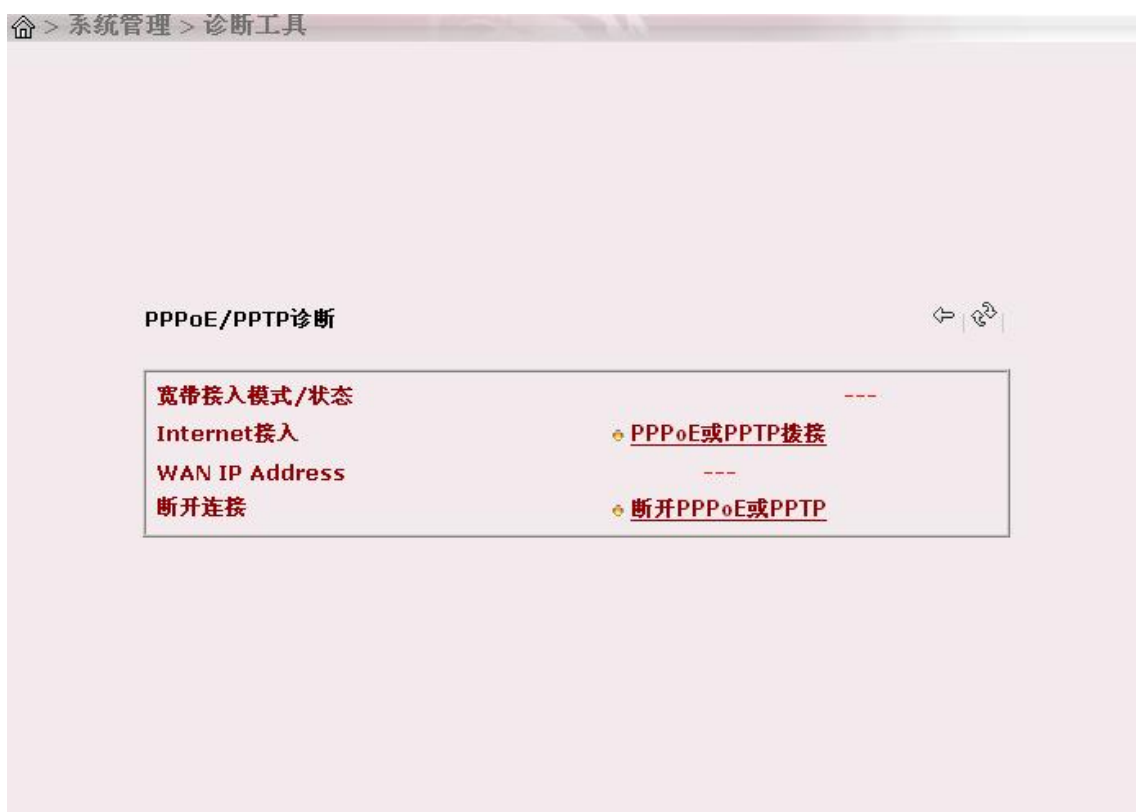 > 系统管理 > 诊断工具
PPPoE/PPTP诊断
宽带接入模式/状态 ---
Internet接入 PPPoE或PPTP拨接
WAN IP Address ---
断开连接 断开PPPoE或PPTP